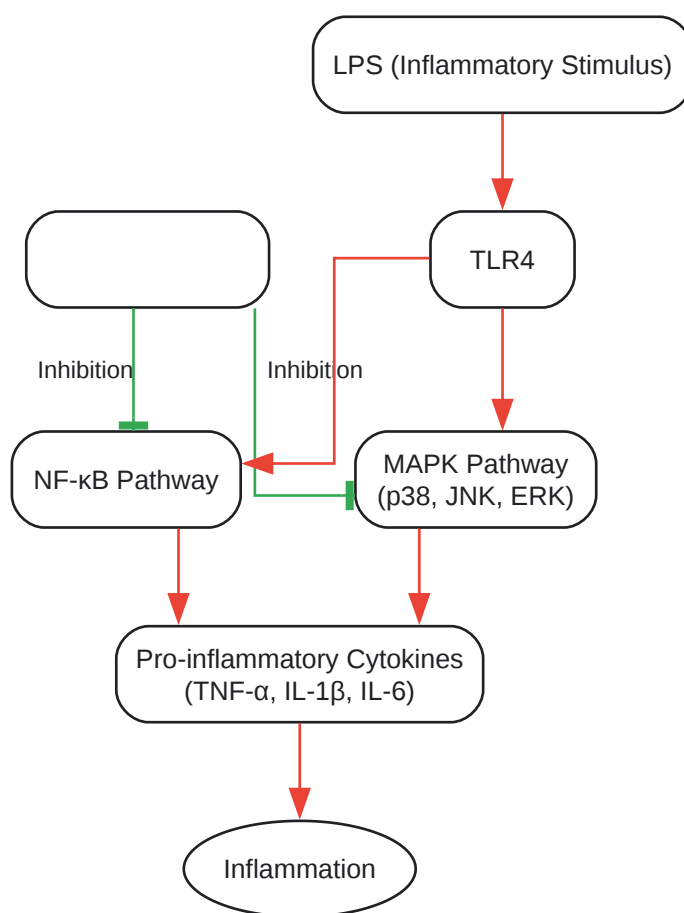 LPS (Inflammatory Stimulus)
TLR4
Inhibition
Inhibition
NF-κB Pathway
MAPK Pathway
(p38, JNK, ERK)
Pro-inflammatory Cytokines
(TNF-α, IL-1β, IL-6)
Inflammation